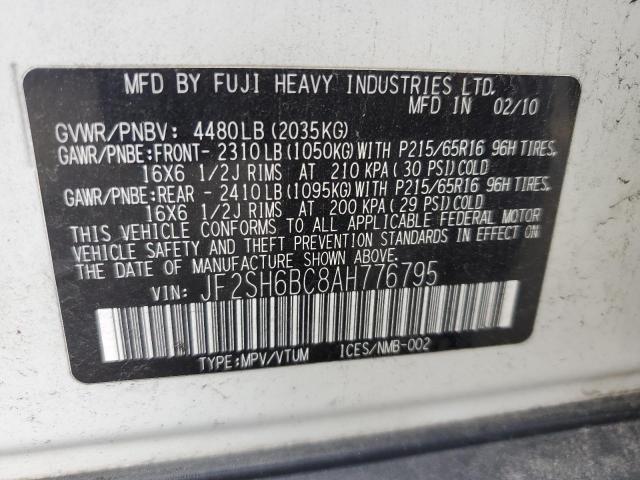 MFD BY FUJI HEAVY INDUSTRIES LTD.
MFD IN 02/10
GVWR/PNBV: 4480LB (2035KG)
GAWR/PNBE:FRONT- 2310LB (1050KG)WITH P215/65R16 96H TIRES.
16X6 1/2J RIMS AT 210 KPA (30 PSI)COLD
GAWR/PNBE:REAR - 2410LB (1095KG)WITH P215/65R16 96H TIRES.
16X6 1/2J RIMS AT 200 KPA (29 PSI)COLD
THIS VEHICLE CONFORMS TO ALL APPLICABLE FEDERAL MOTOR
VEHICLE SAFETY AND THEFT PREVENTION STANDARDS IN EFFECT ON
THE DATE OF MANUFACTURE SHOWN ABOVE.
VIN: JF2SH6BC8AH776795
TYPE:MPV/VTUM ICES/NMB-002